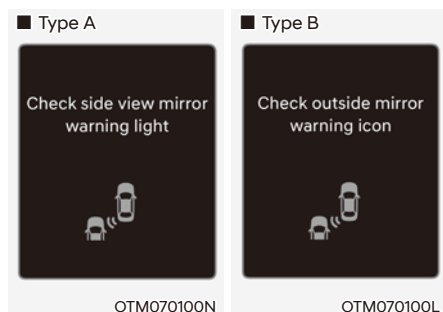 ■ Type A
Check side view mirror
warning light
OTM070100N
■ Type B
Check outside mirror
warning icon
OTM070100L